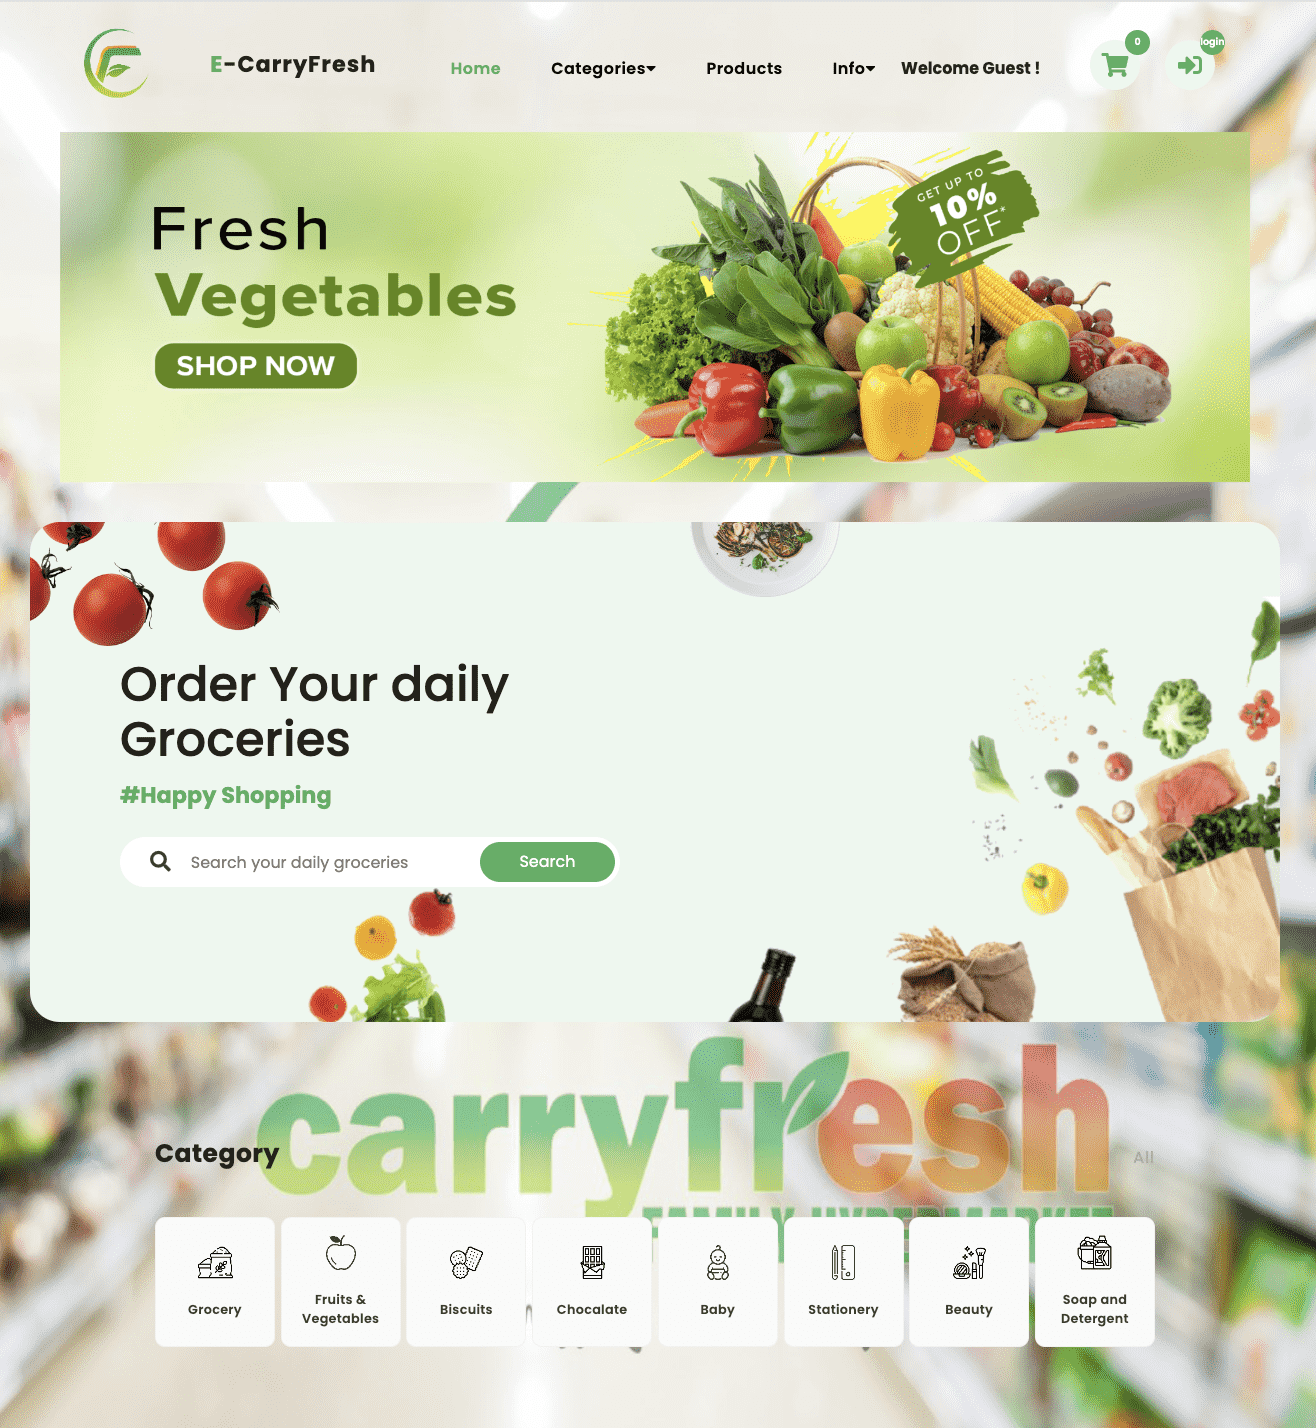 E-CarryFresh
Home
Categories
Products
Info
Welcome Guest !
0
login
Fresh
Vegetables
SHOP NOW
GET UP TO
10%
OFF*
Order Your daily
Groceries
#Happy Shopping
Search your daily groceries
Search
carryfresh
FAMILY HYPERMARKET
Category
All
Grocery
Fruits &
Vegetables
Biscuits
Chocalate
Baby
Stationery
Beauty
Soap and
Detergent